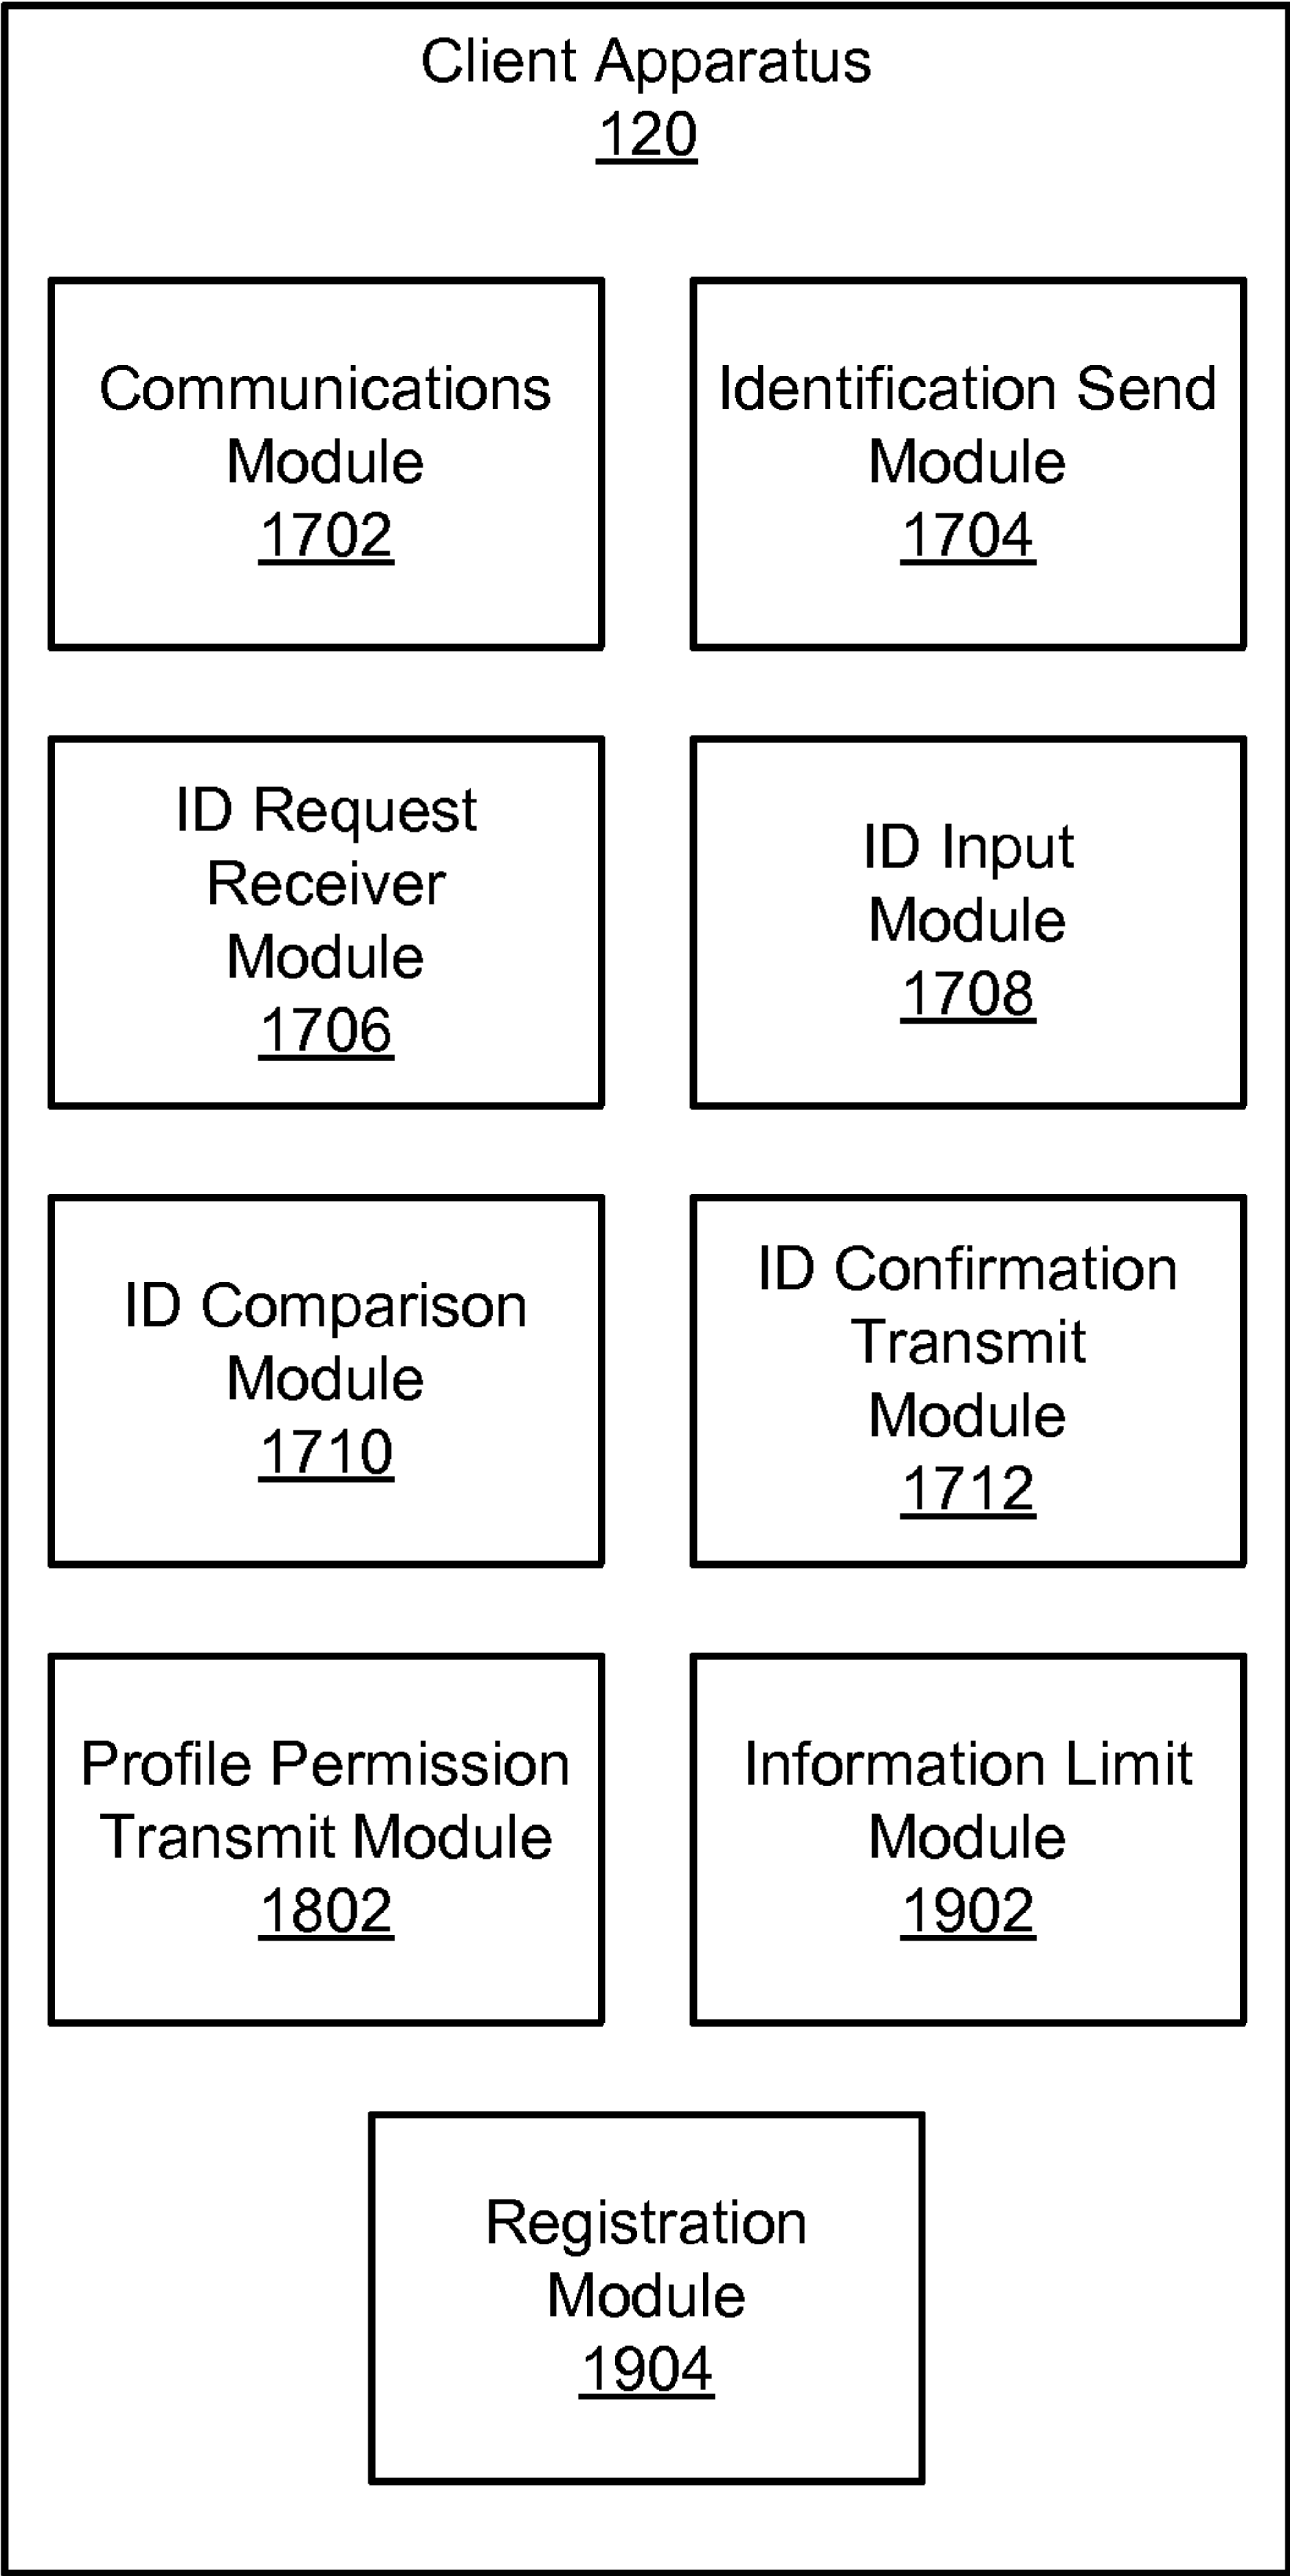 Client Apparatus
120
Communications
Module
1702
Identification Send
Module
1704
ID Request
Receiver
Module
1706
ID Input
Module
1708
ID Comparison
Module
1710
ID Confirmation
Transmit
Module
1712
Profile Permission
Transmit Module
1802
Information Limit
Module
1902
Registration
Module
1904